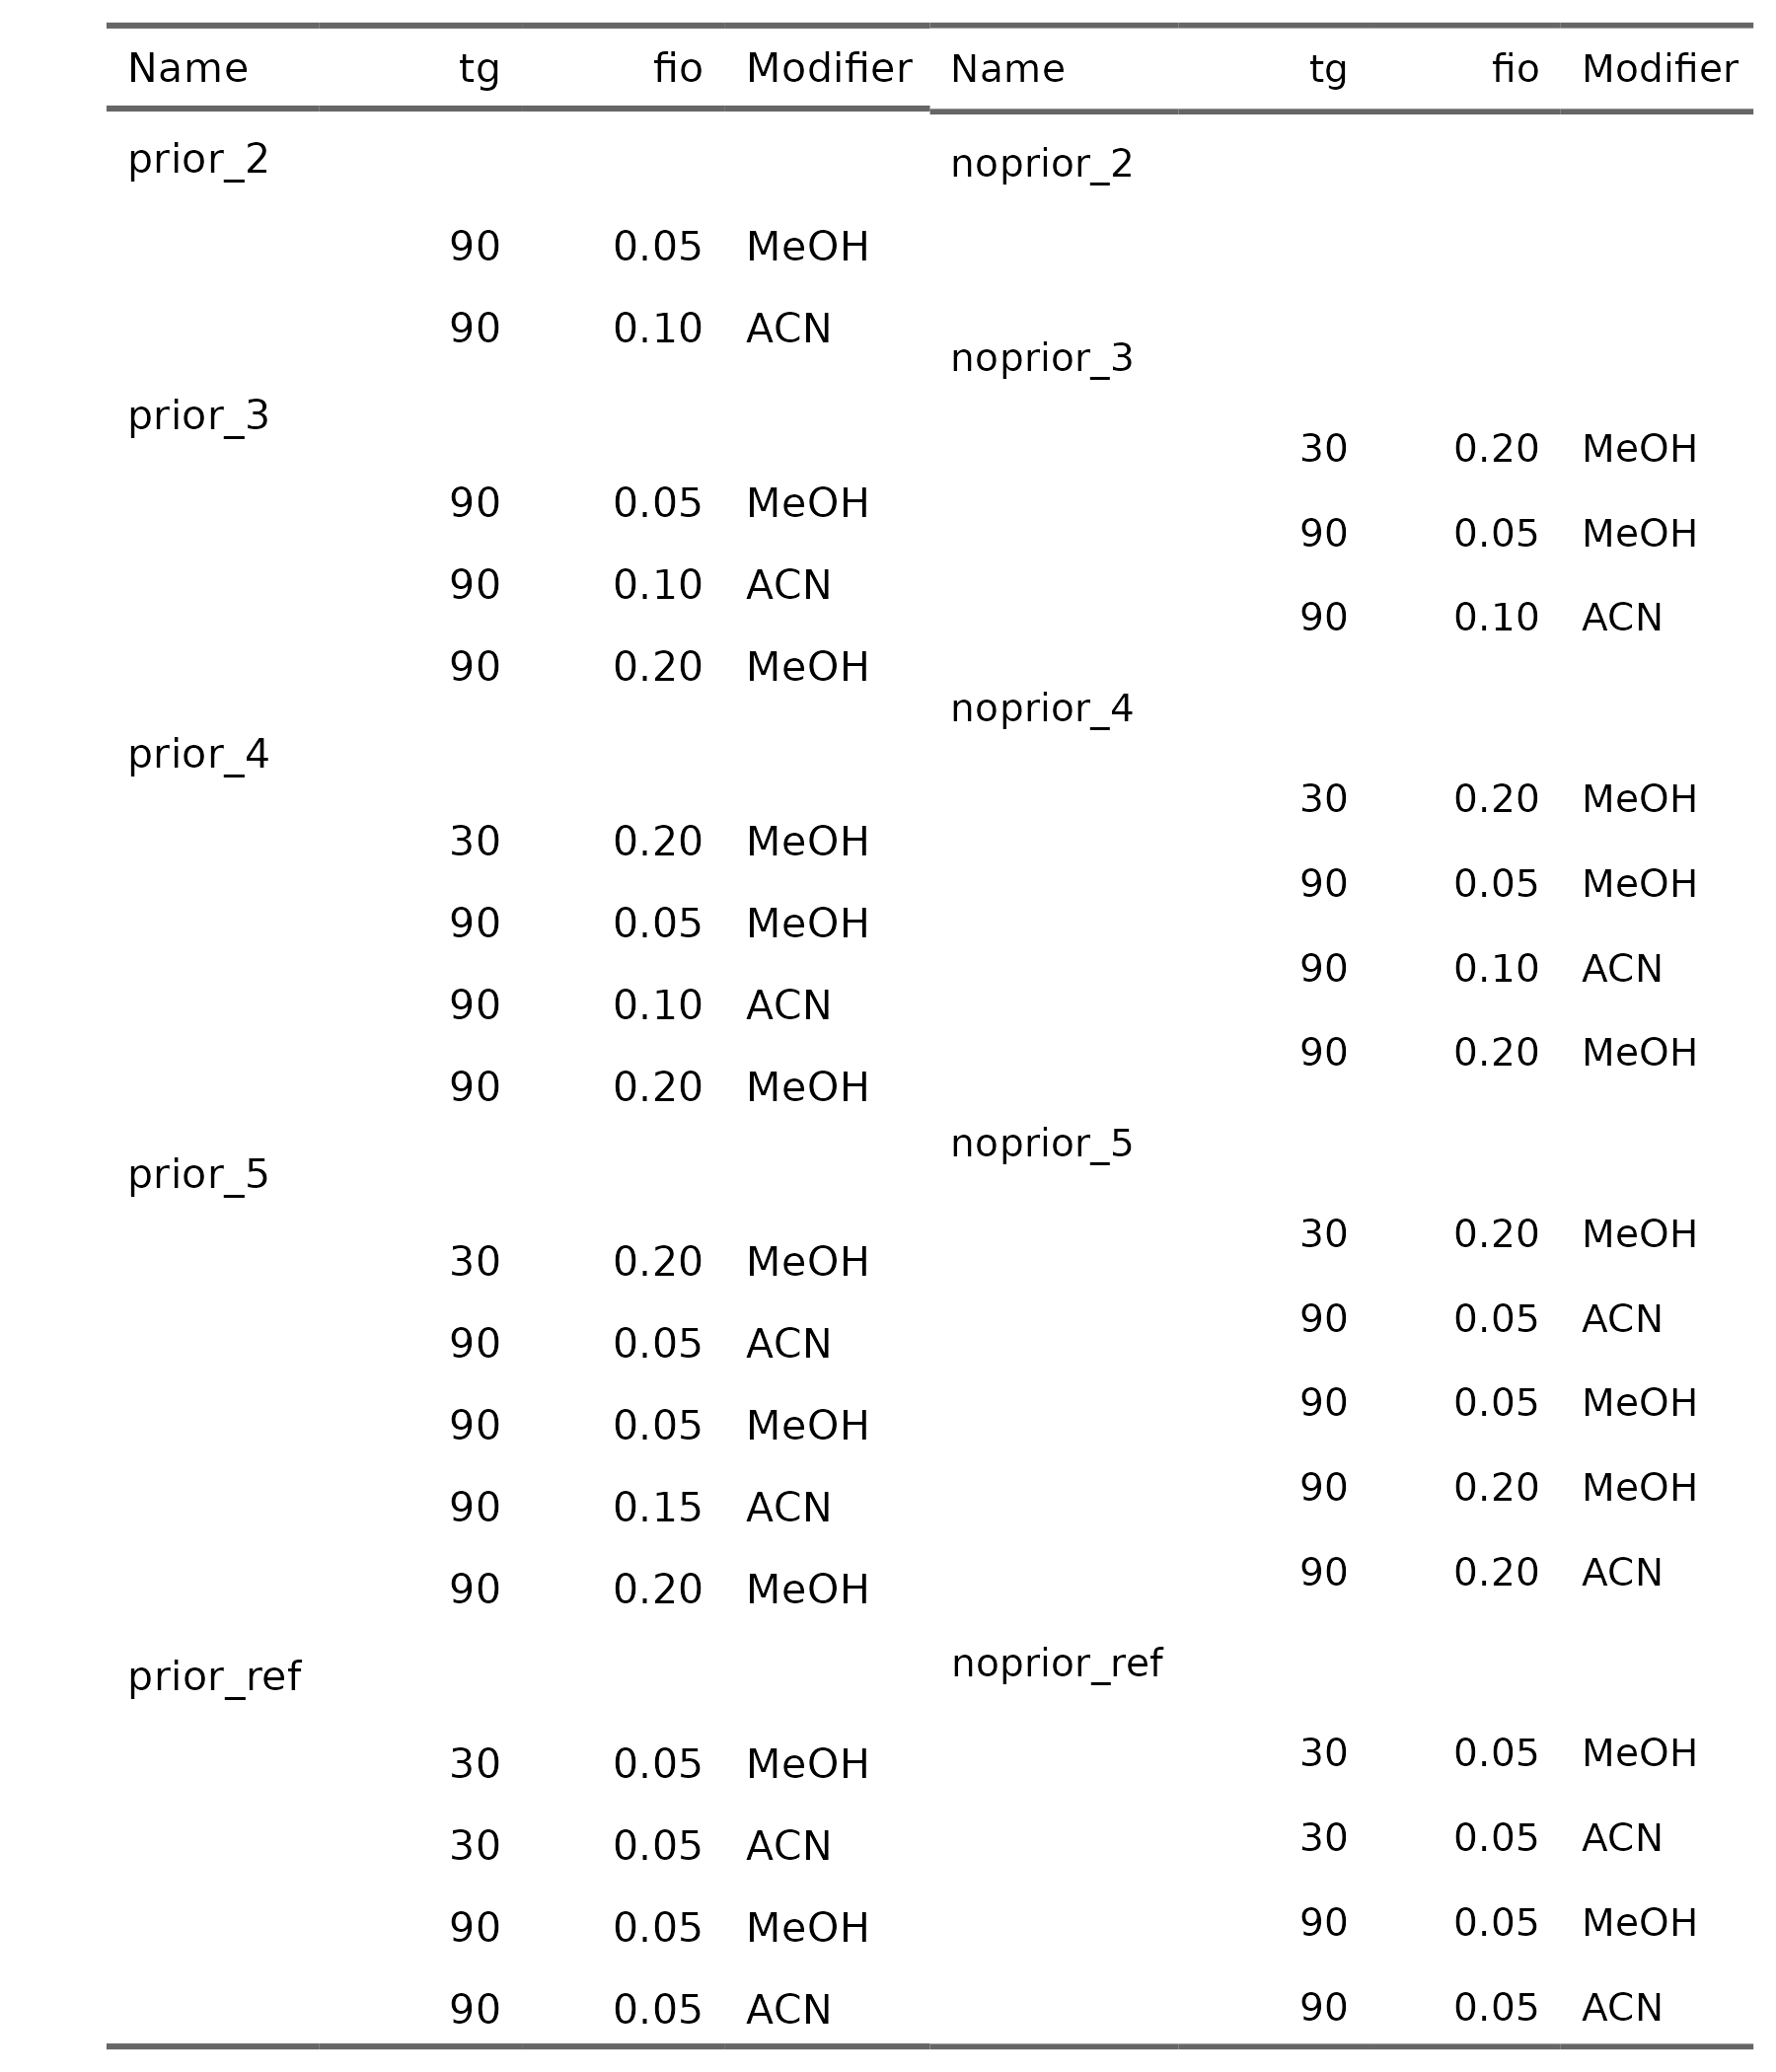 Name tg fio Modifier
prior_2
90 0.05 MeOH
90 0.10 ACN
prior_3
90 0.05 MeOH
90 0.10 ACN
90 0.20 MeOH
prior_4
30 0.20 MeOH
90 0.05 MeOH
90 0.10 ACN
90 0.20 MeOH
prior_5
30 0.20 MeOH
90 0.05 ACN
90 0.05 MeOH
90 0.15 ACN
90 0.20 MeOH
prior_ref
30 0.05 MeOH
30 0.05 ACN
90 0.05 MeOH
90 0.05 ACN
Name tg fio Modifier
noprior_2
noprior_3
30 0.20 MeOH
90 0.05 MeOH
90 0.10 ACN
noprior_4
30 0.20 MeOH
90 0.05 MeOH
90 0.10 ACN
90 0.20 MeOH
noprior_5
30 0.20 MeOH
90 0.05 ACN
90 0.05 MeOH
90 0.20 MeOH
90 0.20 ACN
noprior_ref
30 0.05 MeOH
30 0.05 ACN
90 0.05 MeOH
90 0.05 ACN